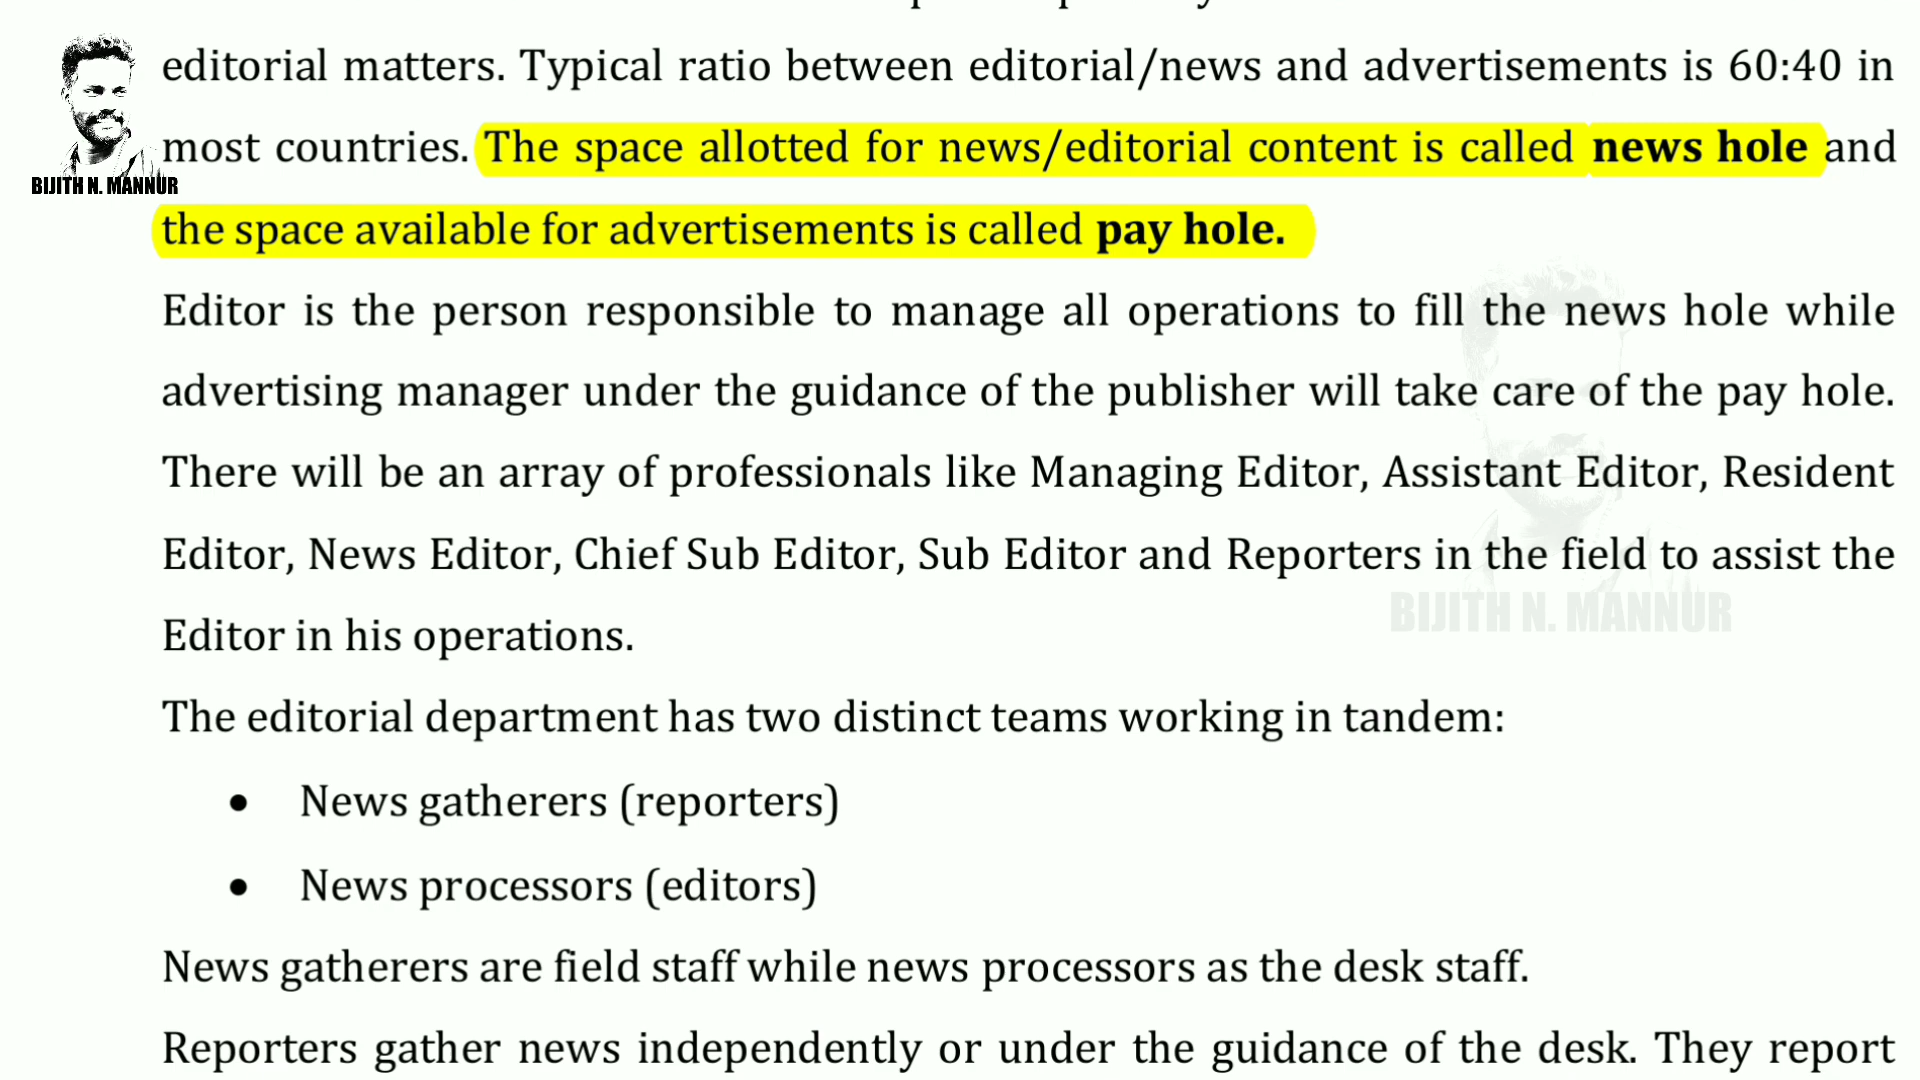 editorial matters. Typical ratio between editorial/news and advertisements is 60:40 in
most countries. The space allotted for news/editorial content is called news hole and
BIJITH N. MANNUR
the space available for advertisements is called pay hole.
Editor is the person responsible to manage all operations to fill the news hole while
advertising manager under the guidance of the publisher will take care of the pay hole.
There will be an array of professionals like Managing Editor, Assistant Editor, Resident
Editor, News Editor, Chief Sub Editor, Sub Editor and Reporters in the field to assist the
BIJITH N. MANNUR
Editor in his operations.
The editorial department has two distinct teams working in tandem:
• News gatherers (reporters)
• News processors (editors)
News gatherers are field staff while news processors as the desk staff.
Reporters gather news independently or under the guidance of the desk. They report